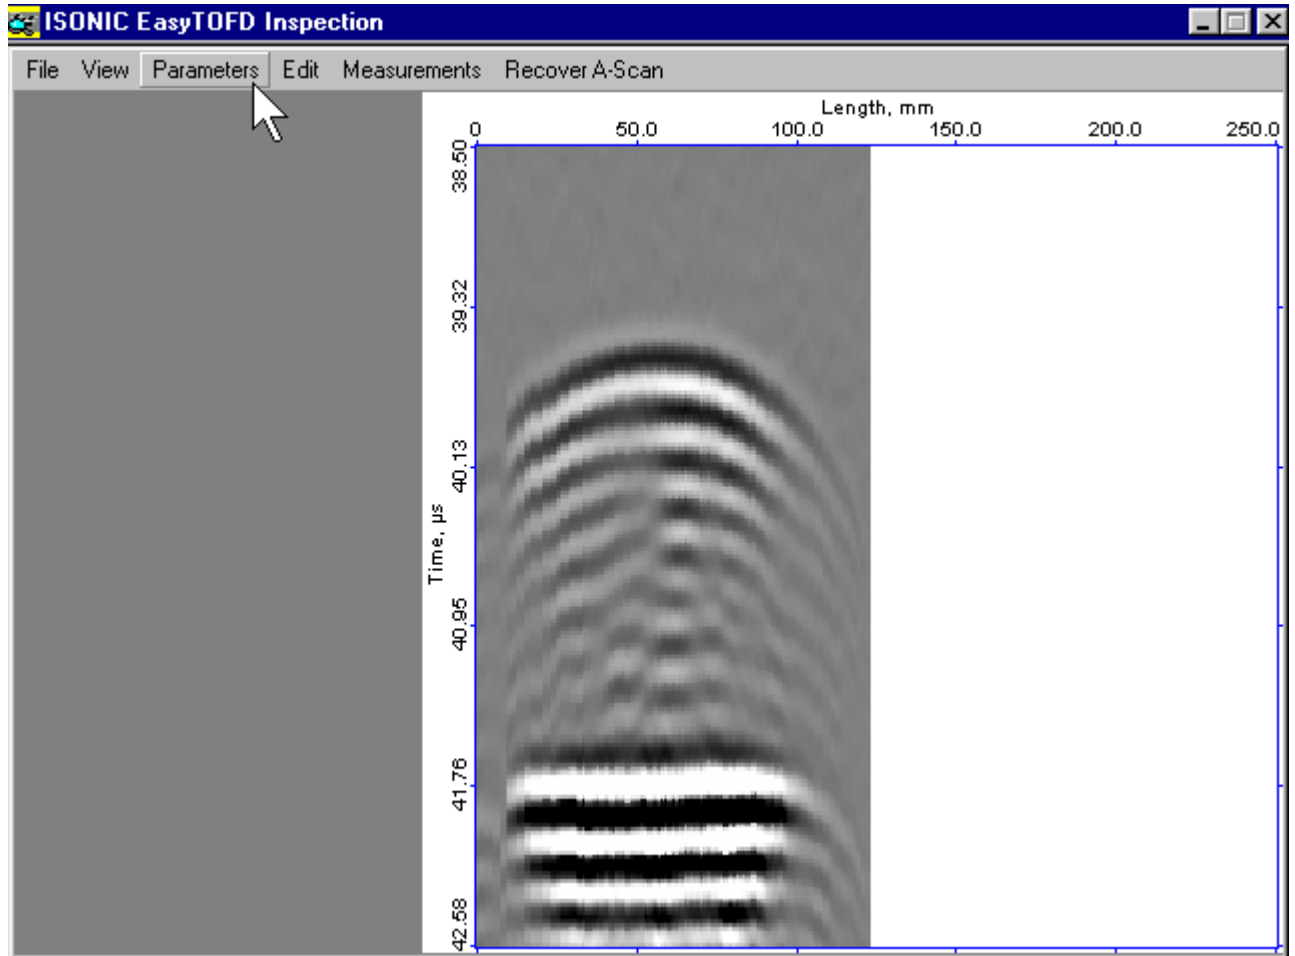 ISONIC EasyTOFD Inspection
File View Parameters Edit Measurements Recover A-Scan
Length, mm
0 50.0 100.0 150.0 200.0 250.0
38.50
39.32
40.13
Time, µs
40.95
41.76
42.58